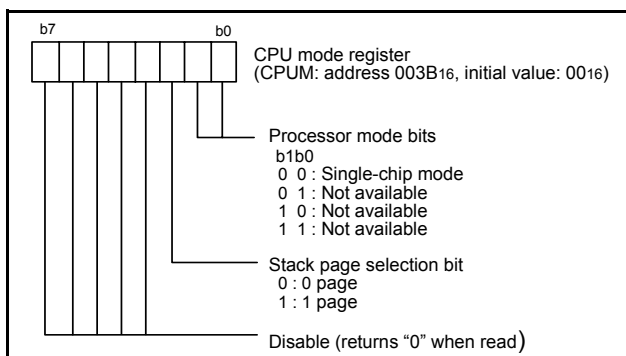 b7 b0
CPU mode register
(CPUM: address 003B16, initial value: 0016)
Processor mode bits
b1b0
0 0 : Single-chip mode
0 1 : Not available
1 0 : Not available
1 1 : Not available
Stack page selection bit
0 : 0 page
1 : 1 page
Disable (returns “0” when read)